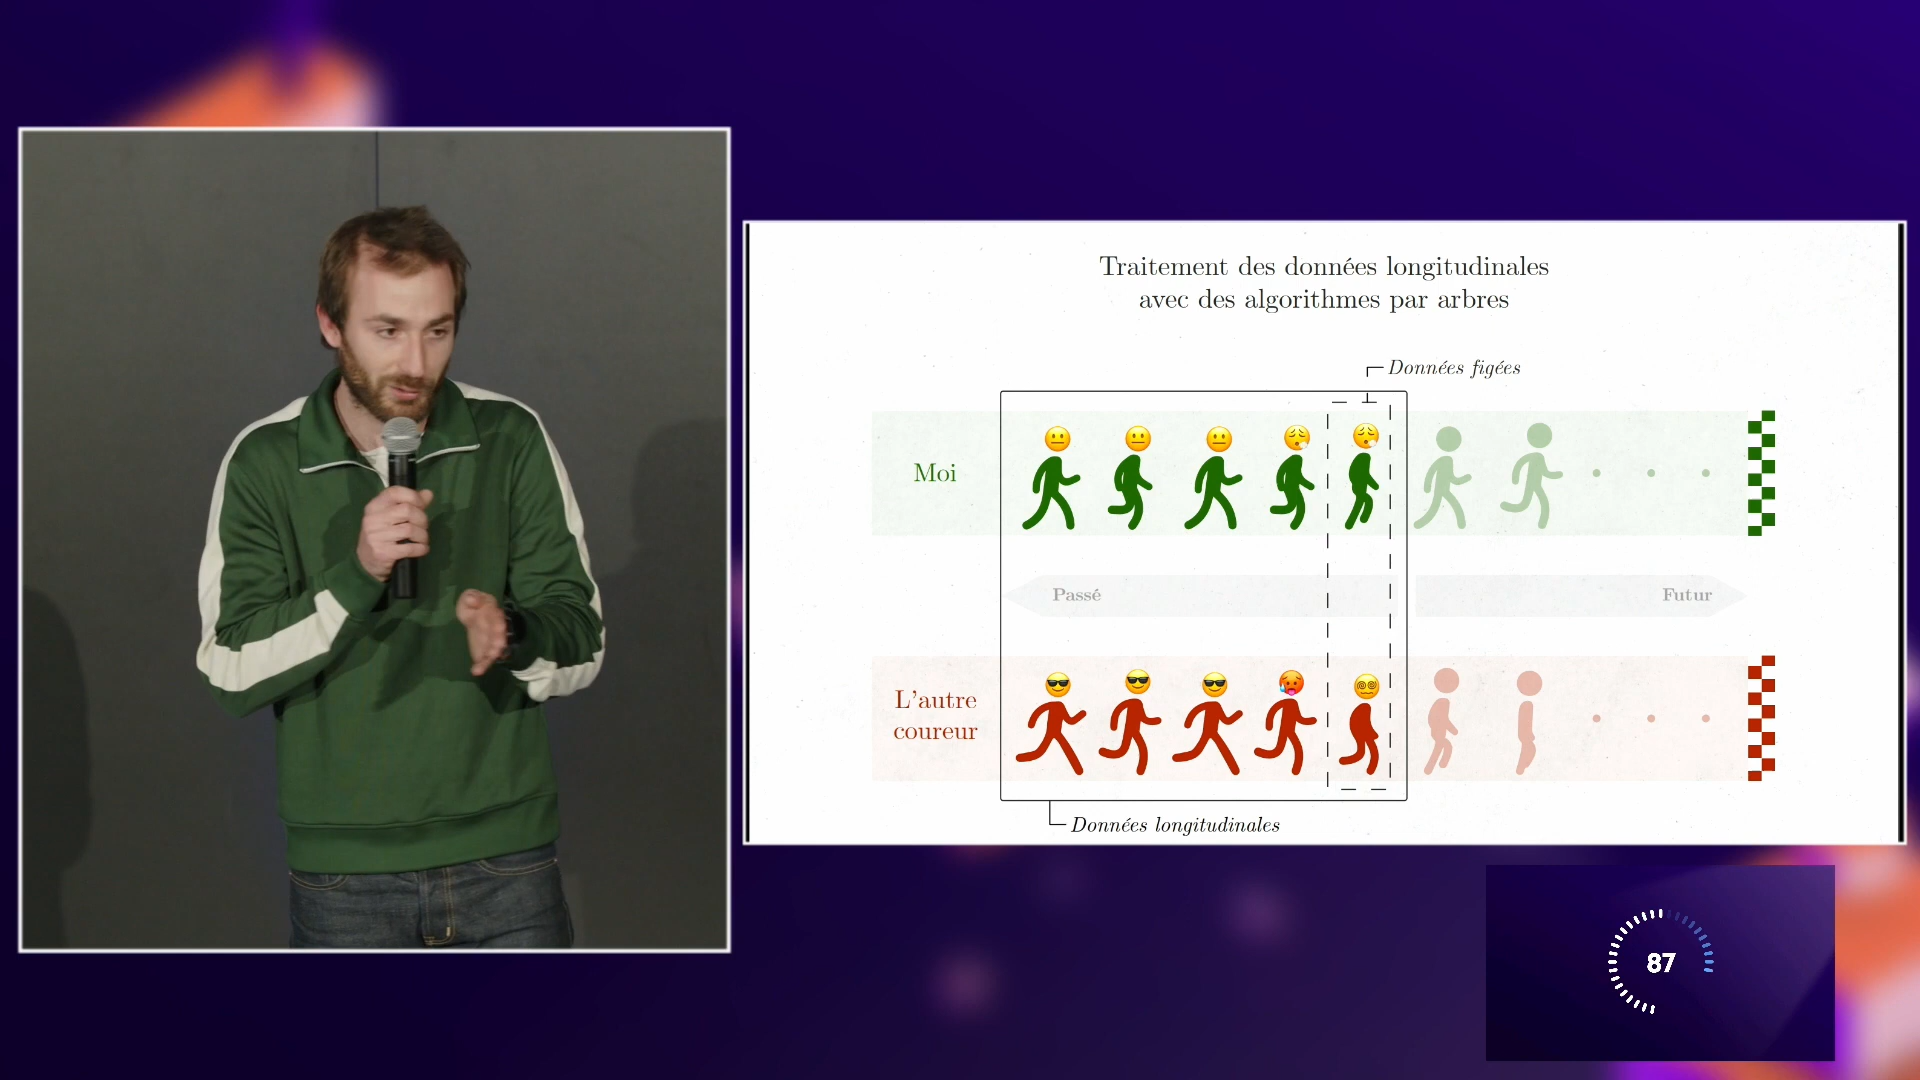 Traitement des données longitudinales
avec des algorithmes par arbres
Données figées
Moi
Passé
Futur
L'autre
coureur
Données longitudinales
87